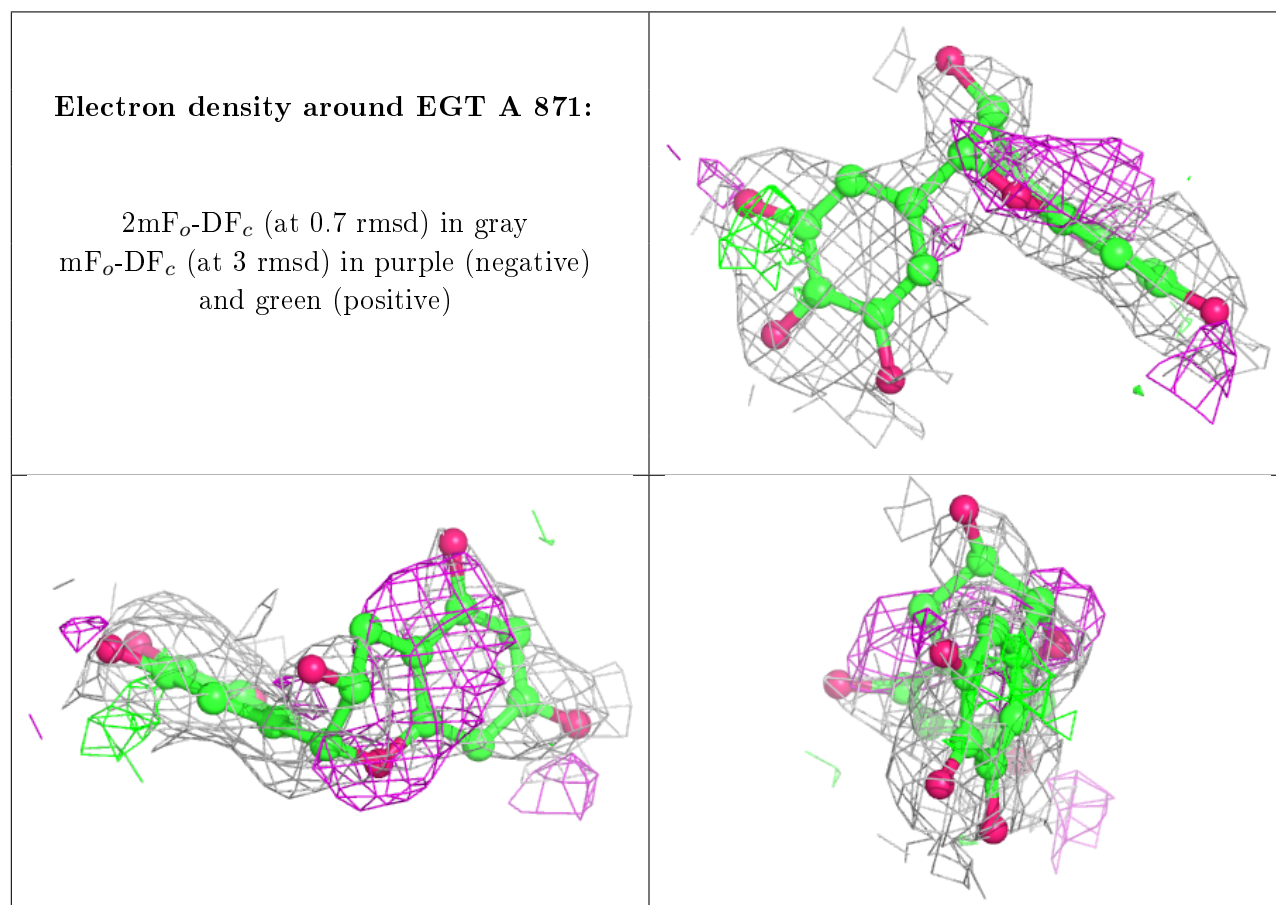 Electron density around EGT A 871:
2mFo-DFc (at 0.7 rmsd) in gray
mFo-DFc (at 3 rmsd) in purple (negative)
and green (positive)